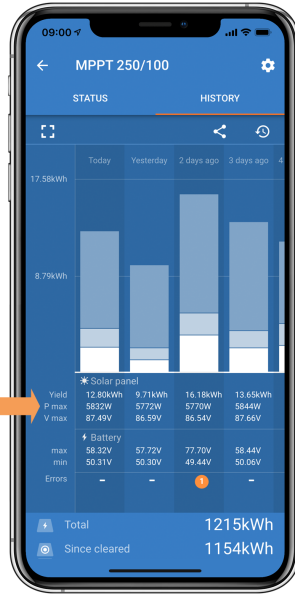 09:00
MPPT 250/100
STATUS HISTORY
Today Yesterday 2 days ago 3 days ago 4
17.58kWh
8.79kWh
Solar panel
Yield 12.80kWh 9.71kWh 16.18kWh 13.65kWh
P max 5832W 5772W 5770W 5844W
V max 87.49V 86.59V 86.54V 87.66V
Battery
max 58.32V 57.72V 77.70V 58.44V
min 50.31V 50.30V 49.44V 50.06V
Errors – – 1 –
Total 1215kWh
Since cleared 1154kWh